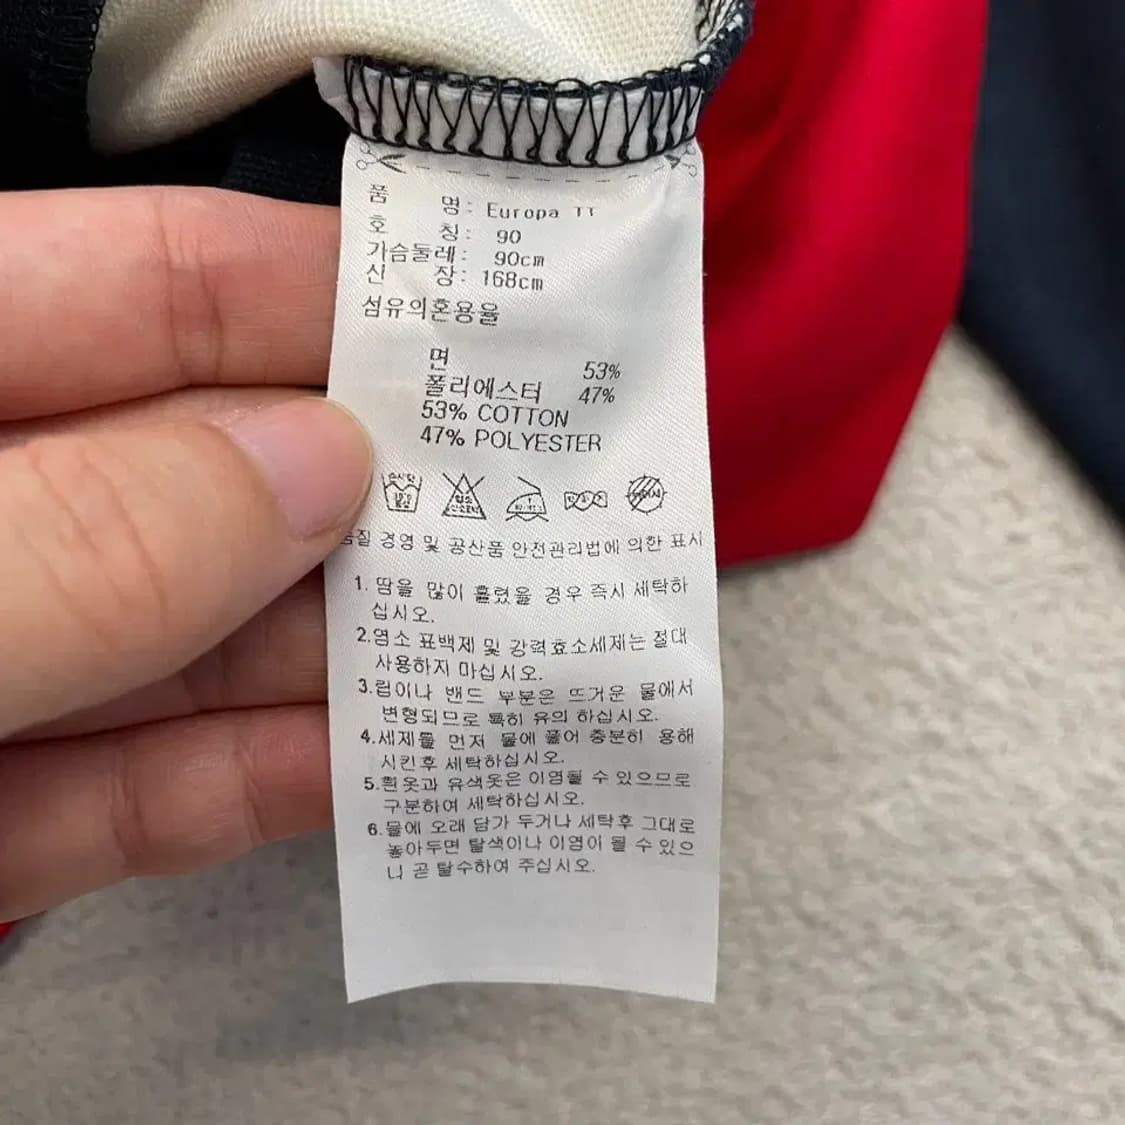 품 명: Europa TT
호 칭: 90
가슴둘레: 90cm
신 장: 168cm
섬유의혼용율
면 53%
폴리에스터 47%
53% COTTON
47% POLYESTER
품질 경영 및 공산품 안전관리법에 의한 표시
1. 땀을 많이 흘렸을 경우 즉시 세탁하
십시오.
2.염소 표백제 및 강력효소세제는 절대
사용하지 마십시오.
3.립이나 밴드 부분은 뜨거운 물에서
변형되므로 특히 유의 하십시오.
4.세제를 먼저 물에 풀어 충분히 용해
시킨후 세탁하십시오.
5.흰옷과 유색옷은 이염될 수 있으므로
구분하여 세탁하십시오.
6.물에 오래 담가 두거나 세탁후 그대로
놓아두면 탈색이나 이염이 될 수 있으
니 곧 탈수하여 주십시오.